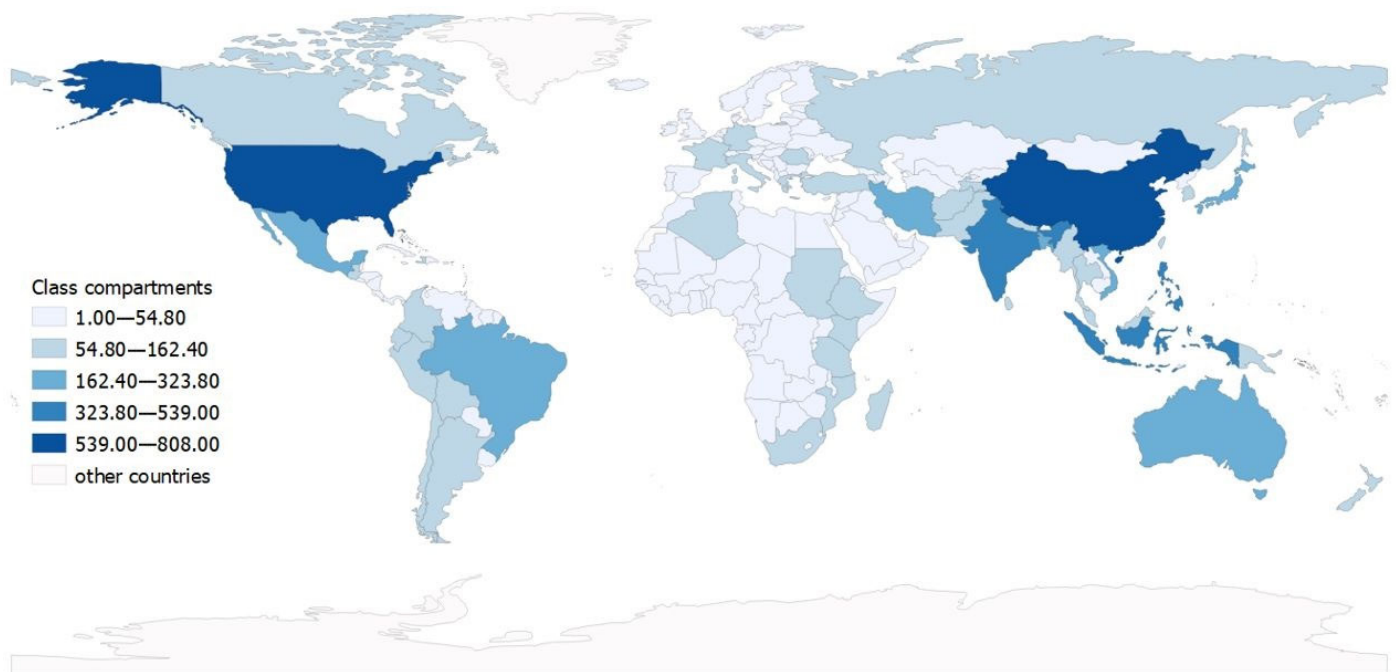 Class compartments
1.00—54.80
54.80—162.40
162.40—323.80
323.80—539.00
539.00—808.00
other countries